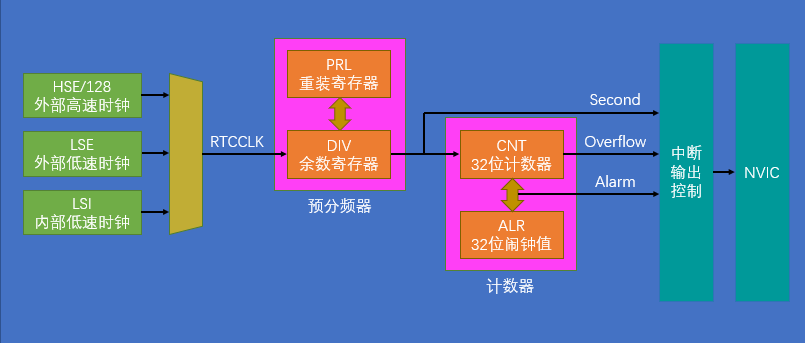 HSE/128
外部高速时钟
LSE
外部低速时钟
LSI
内部低速时钟
RTCCLK
PRL
重装寄存器
DIV
余数寄存器
预分频器
CNT
32位计数器
ALR
32位闹钟值
计数器
Second
Overflow
Alarm
中断
输出
控制
NVIC